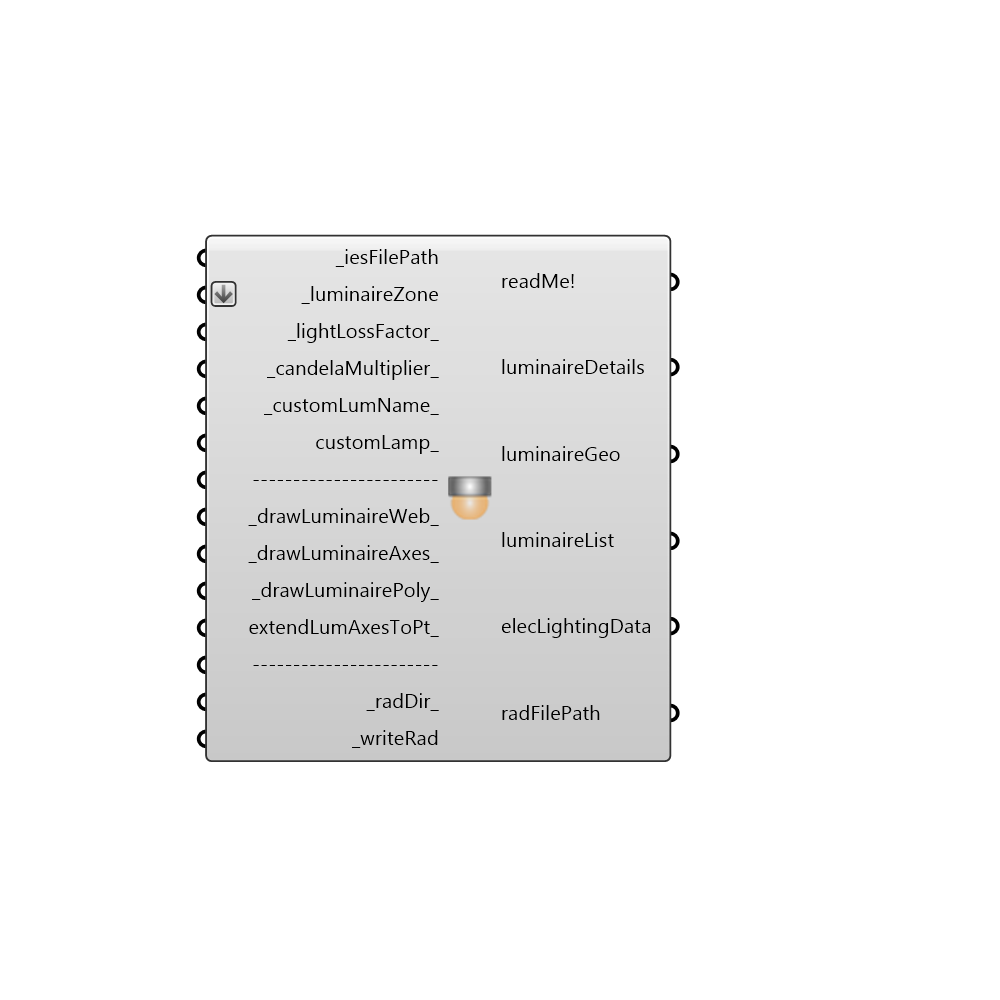 _iesFilePath
_luminaireZone
_lightLossFactor_
_candelaMultiplier_
_customLumName_
customLamp_
-----------------------
_drawLuminaireWeb_
_drawLuminaireAxes_
_drawLuminairePoly_
extendLumAxesToPt_
-----------------------
_radDir_
_writeRad
readMe!
luminaireDetails
luminaireGeo
luminaireList
elecLightingData
radFilePath